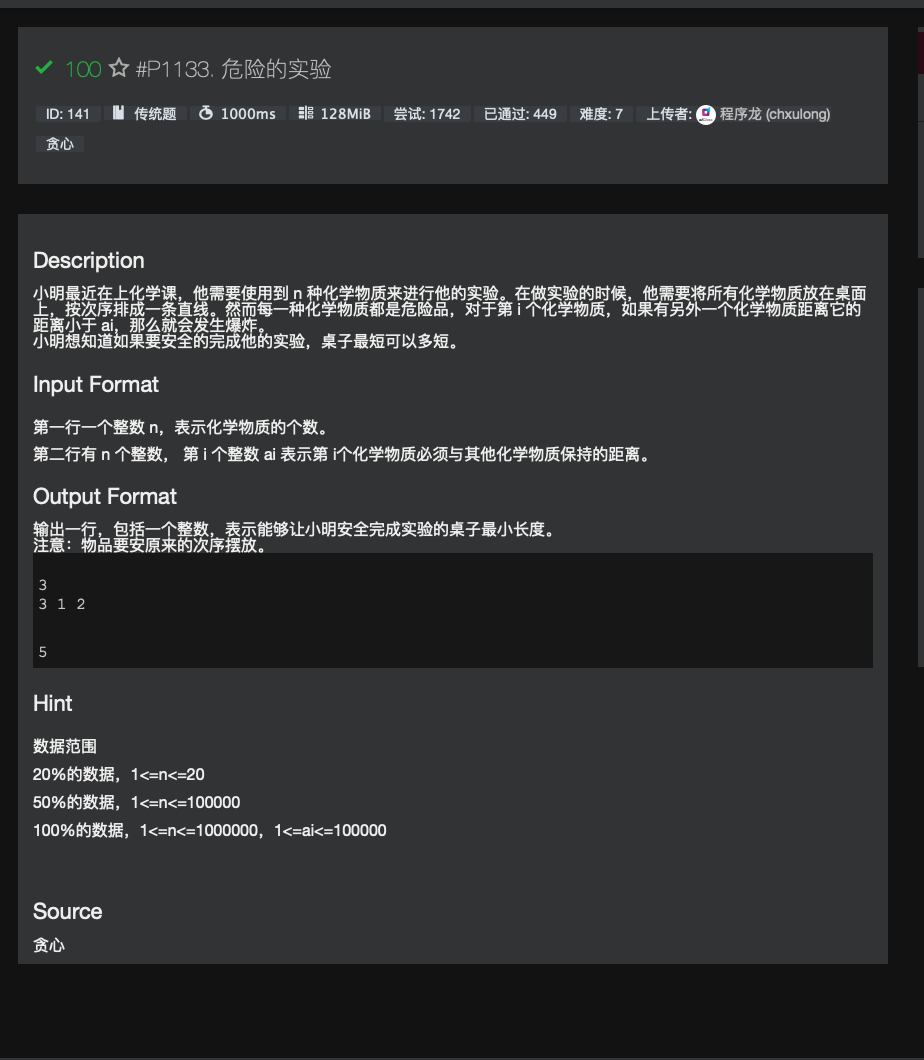 100 #P1133. 危险的实验
ID: 141 传统题 1000ms 128MiB 尝试: 1742 已通过: 449 难度: 7 上传者: 程序龙 (chxulong)
贪心
Description
小明最近在上化学课，他需要使用到 n 种化学物质来进行他的实验。在做实验的时候，他需要将所有化学物质放在桌面
上，按次序排成一条直线。然而每一种化学物质都是危险品，对于第 i 个化学物质，如果有另外一个化学物质距离它的
距离小于 ai，那么就会发生爆炸。
小明想知道如果要安全的完成他的实验，桌子最短可以多短。
Input Format
第一行一个整数 n，表示化学物质的个数。
第二行有 n 个整数， 第 i 个整数 ai 表示第 i个化学物质必须与其他化学物质保持的距离。
Output Format
输出一行，包括一个整数，表示能够让小明安全完成实验的桌子最小长度。
注意：物品要安原来的次序摆放。
3
3 1 2
5
Hint
数据范围
20%的数据，1<=n<=20
50%的数据，1<=n<=100000
100%的数据，1<=n<=1000000，1<=ai<=100000
Source
贪心